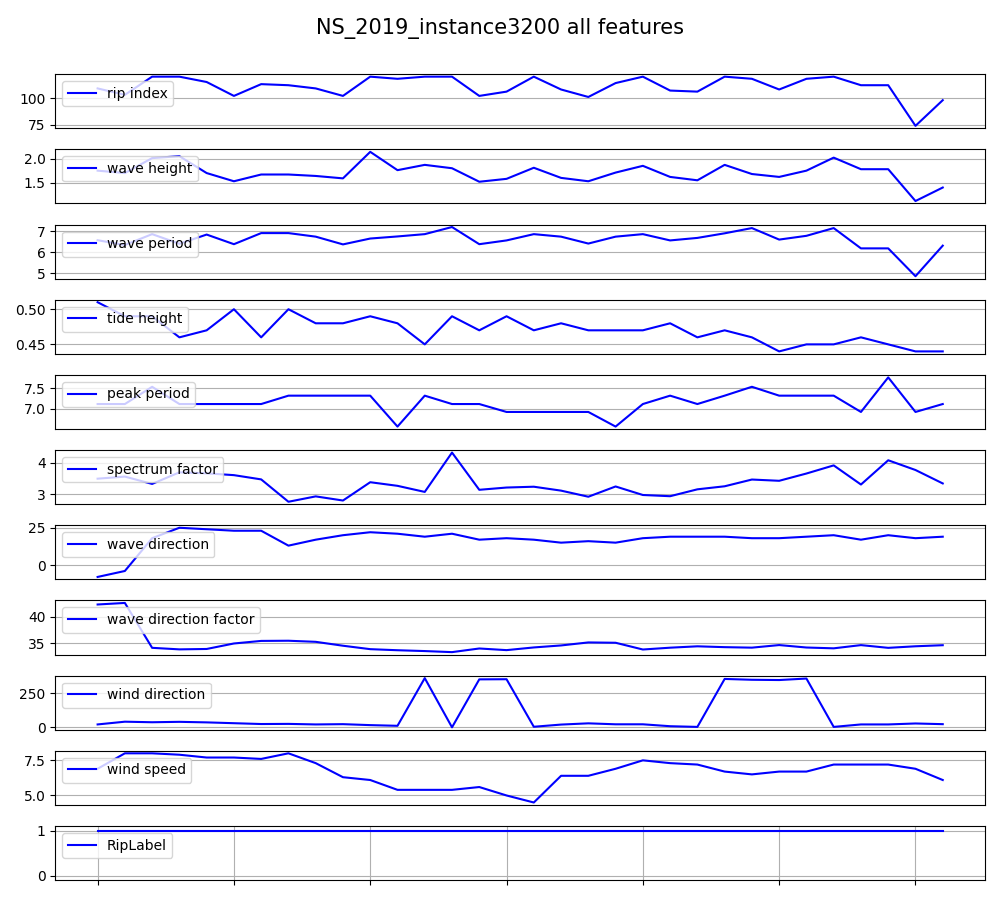 NS_2019_instance3200 all features
100
75
rip index
2.0
1.5
wave height
7
6
5
wave period
0.50
0.45
tide height
7.5
7.0
peak period
4
3
spectrum factor
25
0
wave direction
40
35
wave direction factor
250
0
wind direction
7.5
5.0
wind speed
1
0
RipLabel